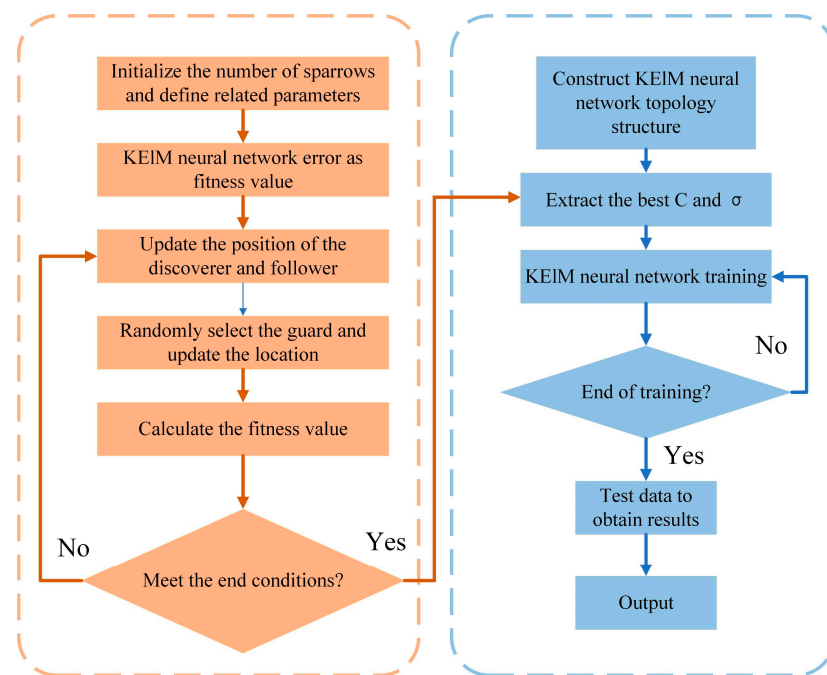 Initialize the number of sparrows
and define related parameters
KElM neural network error as
fitness value
Update the position of the
discoverer and follower
Randomly select the guard and
update the location
Calculate the fitness value
No
Yes
Meet the end conditions?
Construct KElM neural
network topology
structure
Extract the best C and σ
KElM neural network training
No
End of training?
Yes
Test data to
obtain results
Output